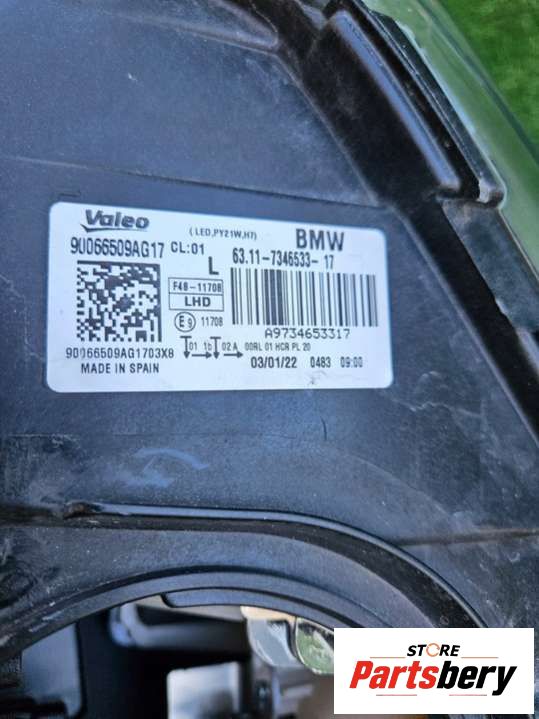 Valeo
( LED,PY21W,H7)
BMW
9U066509AG17 CL:01
L
63.11-7346533-17
F48-11708
LHD
E9 11708
A9734653317
01 1b 02 A 00RL 01 HCR PL 20
9D066509AG1703X8
MADE IN SPAIN
03/01/22 0483 09:00
STORE
Partsbery